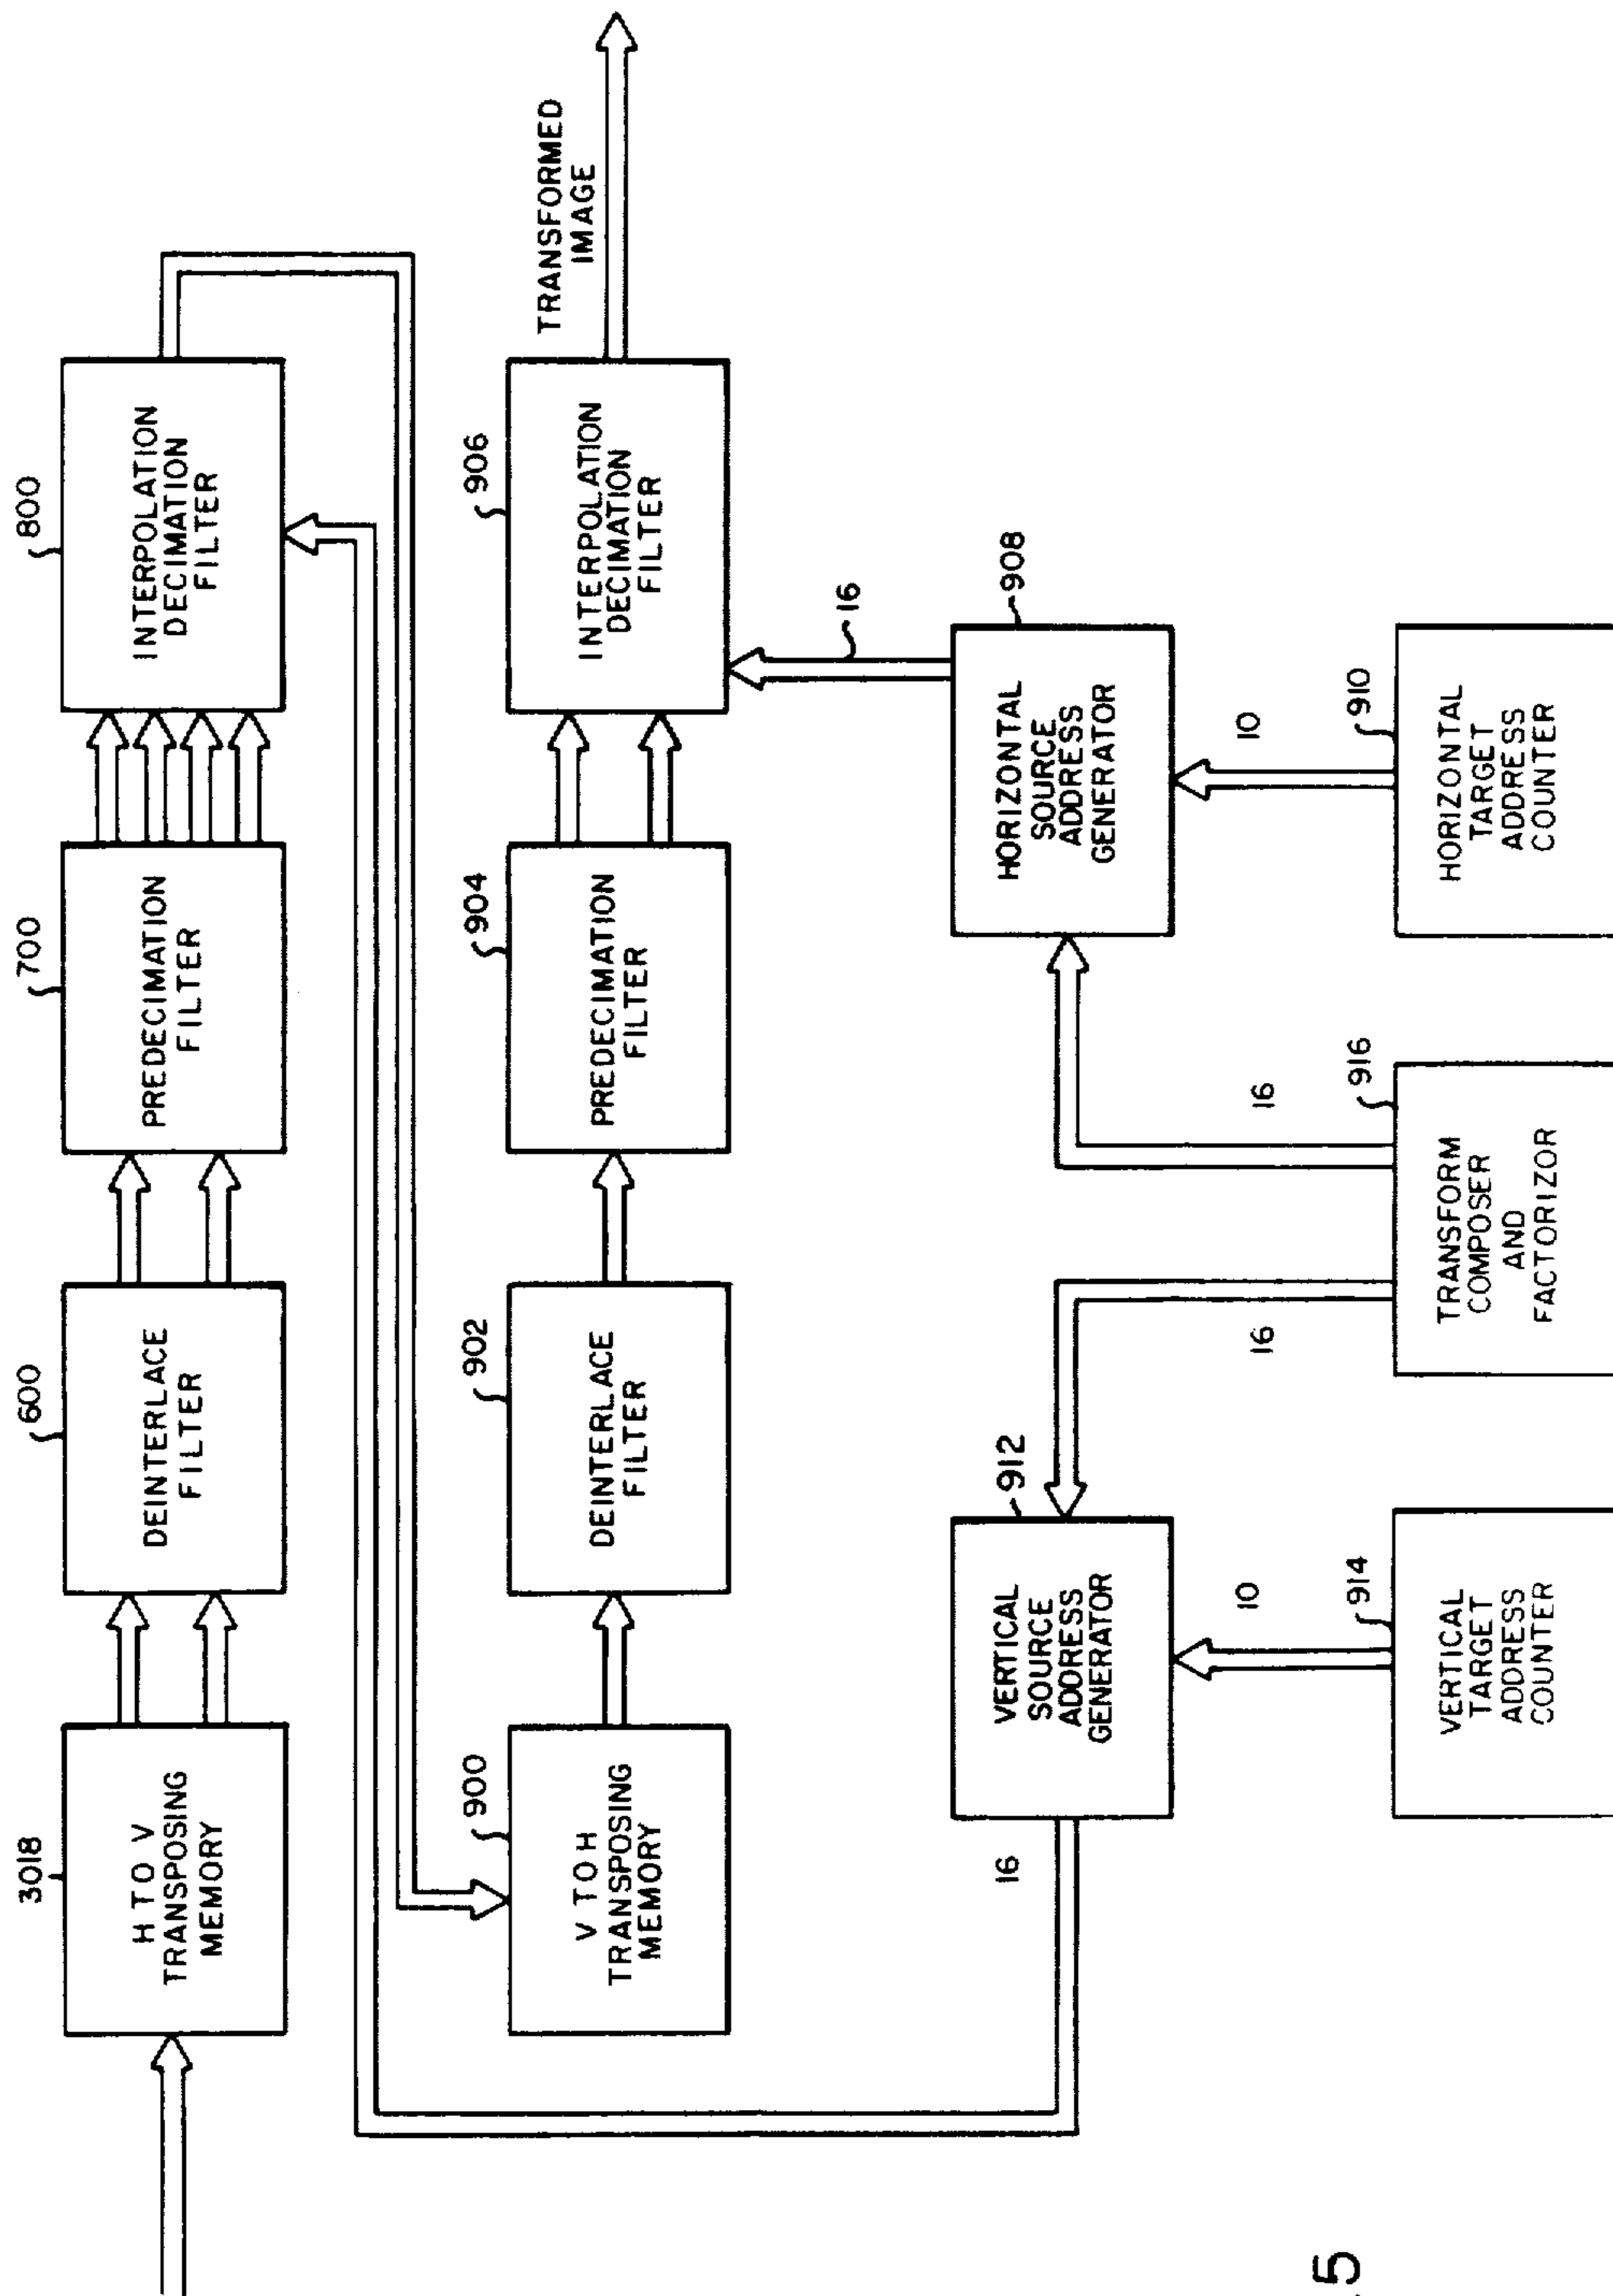 3018
H TO V
TRANSPOSING
MEMORY
600
DEINTERLACE
FILTER
700
PREDECIMATION
FILTER
800
INTERPOLATION
DECIMATION
FILTER
900
V TO H
TRANSPOSING
MEMORY
902
DEINTERLACE
FILTER
904
PREDECIMATION
FILTER
906
INTERPOLATION
DECIMATION
FILTER
TRANSFORMED
IMAGE
16
16
912
VERTICAL
SOURCE
ADDRESS
GENERATOR
16
16
908
HORIZONTAL
SOURCE
ADDRESS
GENERATOR
10
914
VERTICAL
TARGET
ADDRESS
COUNTER
916
TRANSFORM
COMPOSER
AND
FACTORIZOR
10
910
HORIZONTAL
TARGET
ADDRESS
COUNTER
5